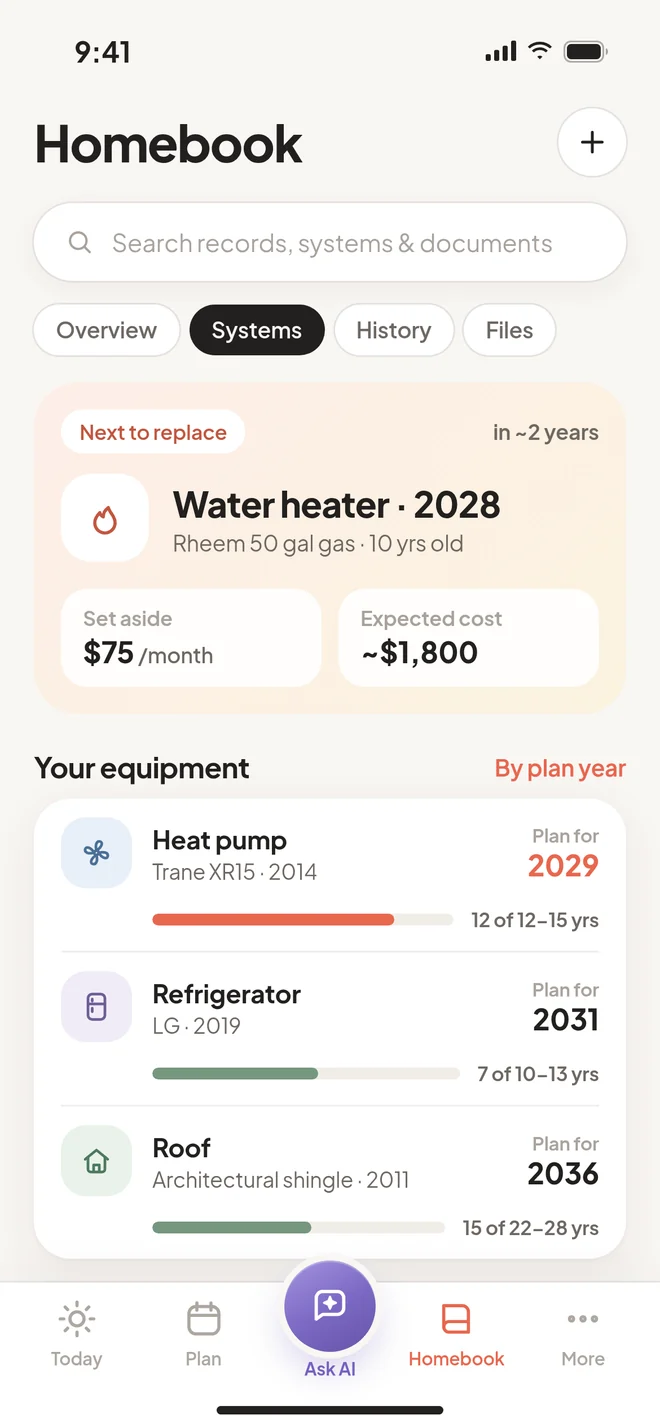 9:41
Homebook
Search records, systems & documents
Overview Systems History Files
Next to replace in ~2 years
Water heater · 2028
Rheem 50 gal gas · 10 yrs old
Set aside Expected cost
$75 /month ~$1,800
Your equipment By plan year
Heat pump Plan for
Trane XR15 · 2014 2029
12 of 12–15 yrs
Refrigerator Plan for
LG · 2019 2031
7 of 10–13 yrs
Roof Plan for
Architectural shingle · 2011 2036
15 of 22–28 yrs
Today Plan Ask AI Homebook More